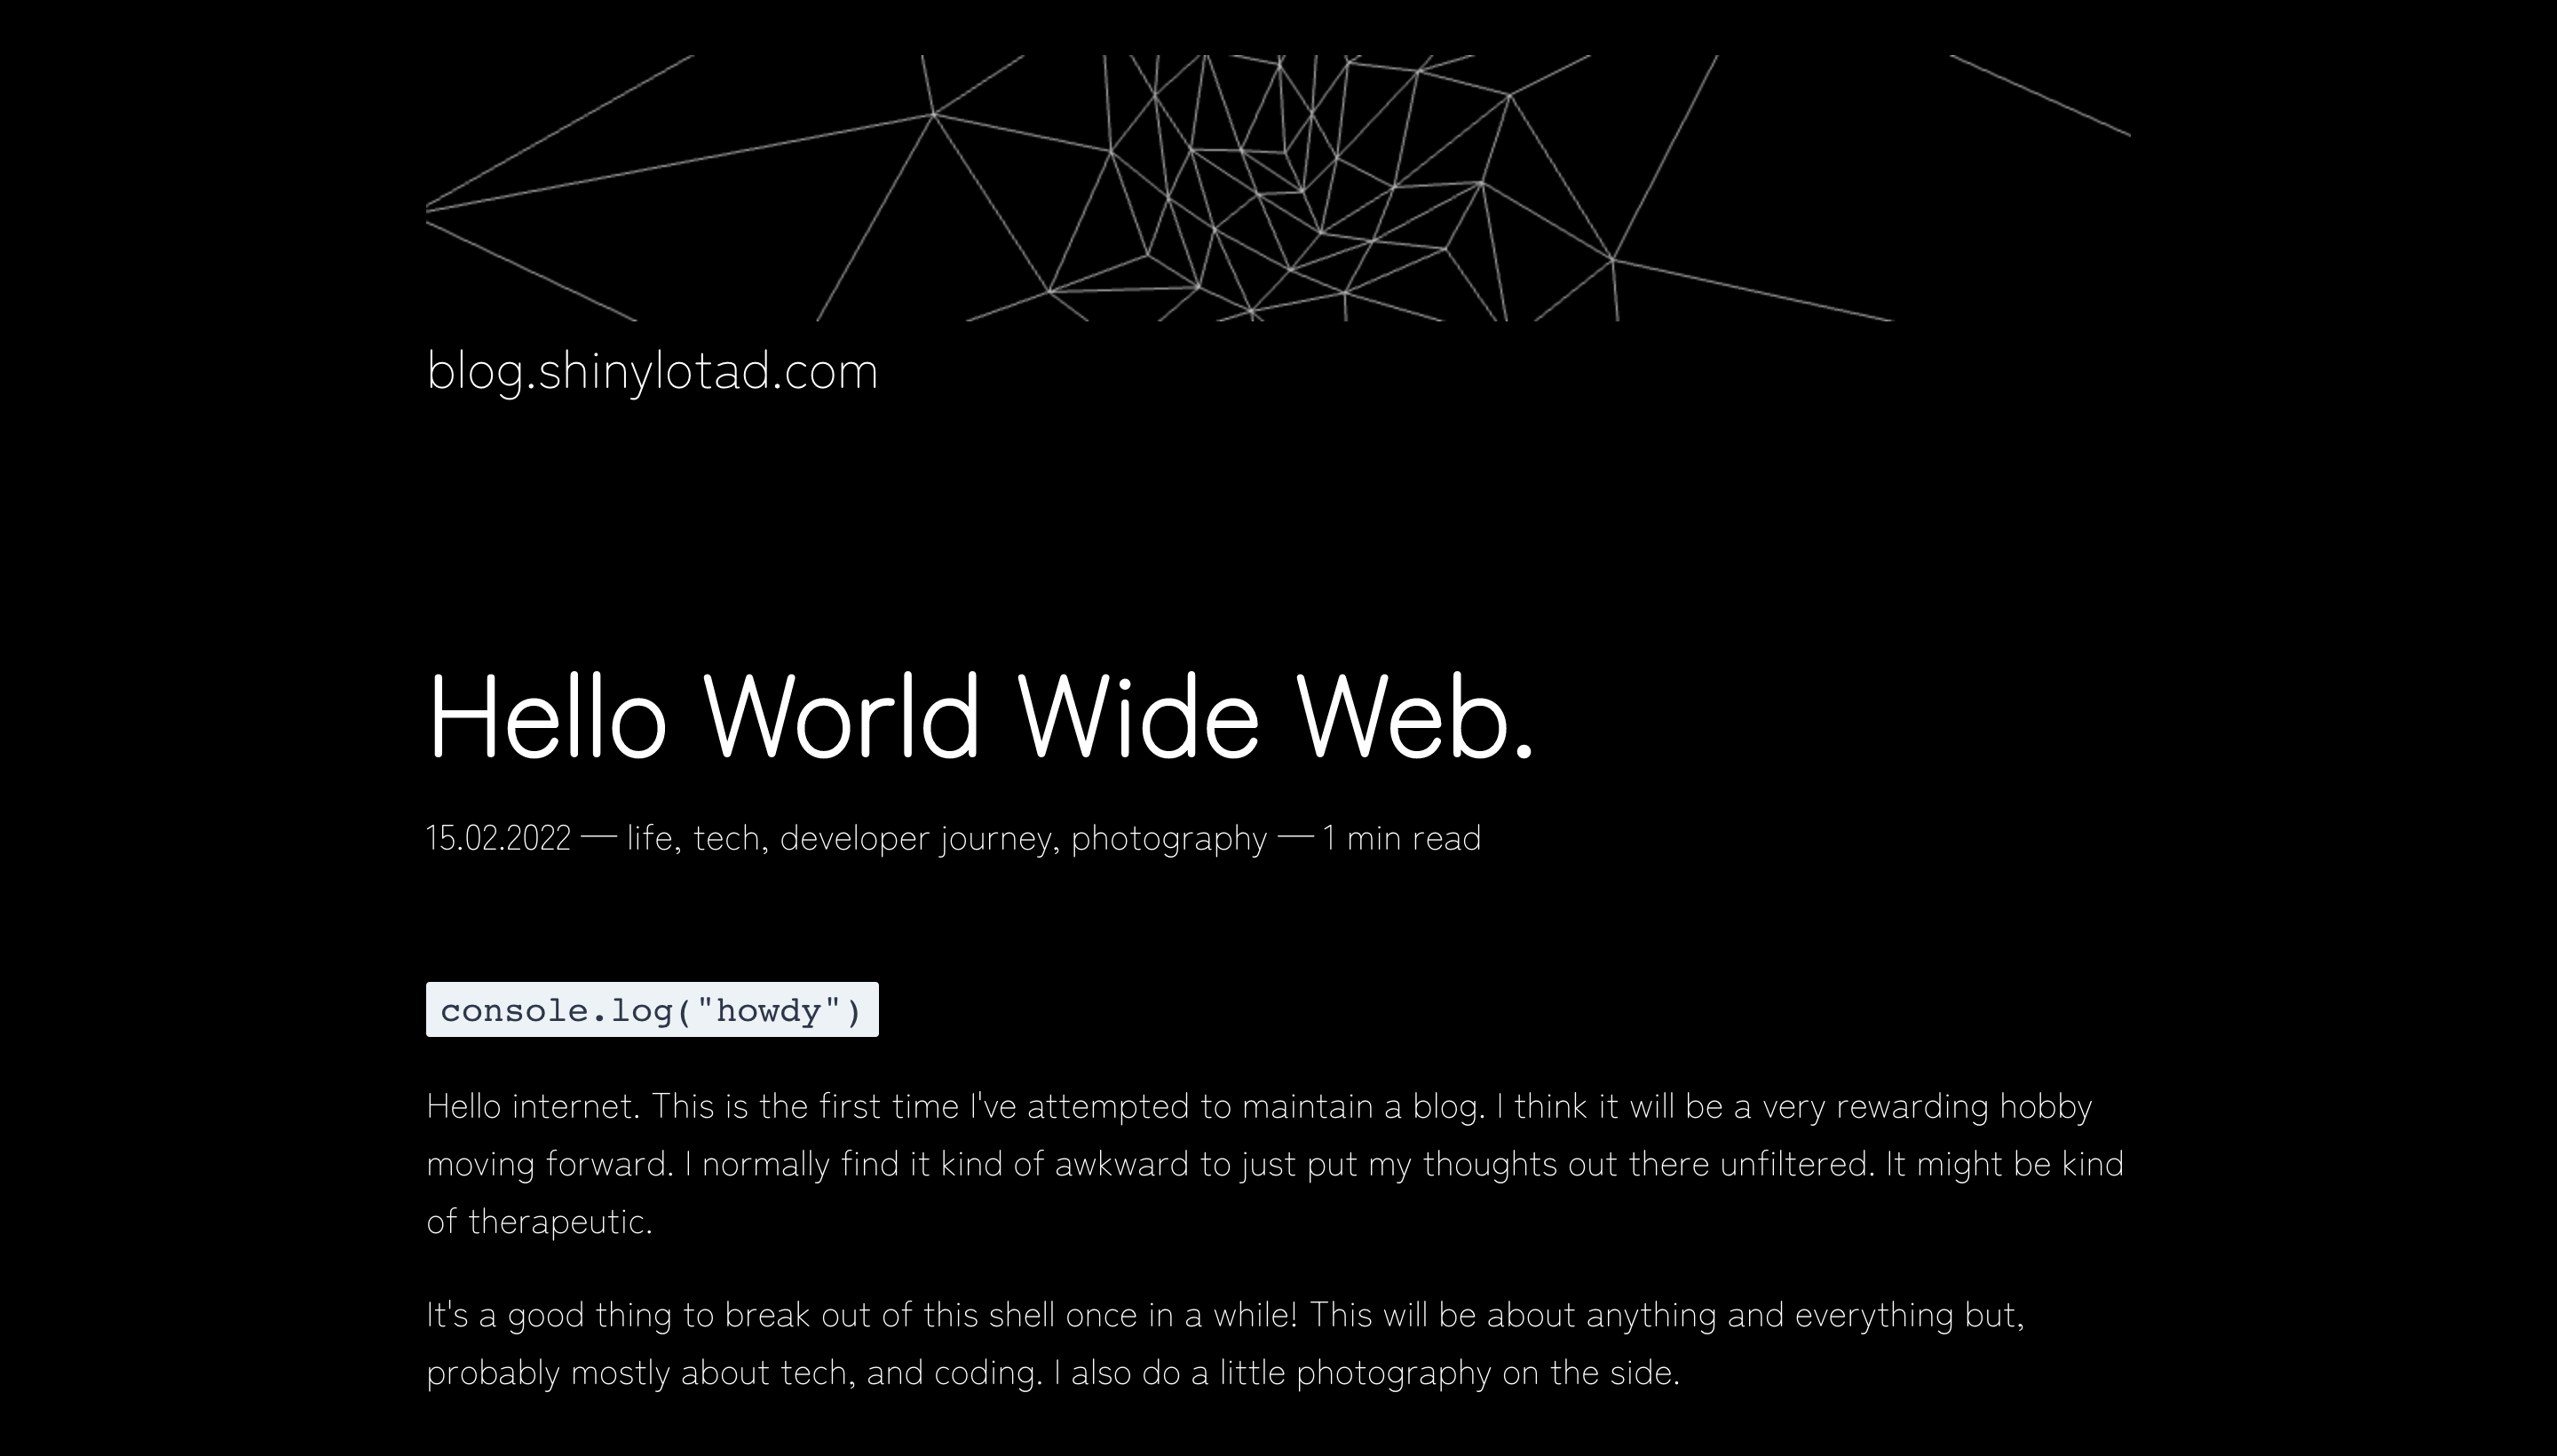 blog.shinylotad.com
Hello World Wide Web.
15.02.2022 — life, tech, developer journey, photography — 1 min read
console.log("howdy")
Hello internet. This is the first time I've attempted to maintain a blog. I think it will be a very rewarding hobby
moving forward. I normally find it kind of awkward to just put my thoughts out there unfiltered. It might be kind
of therapeutic.
It's a good thing to break out of this shell once in a while! This will be about anything and everything but,
probably mostly about tech, and coding. I also do a little photography on the side.